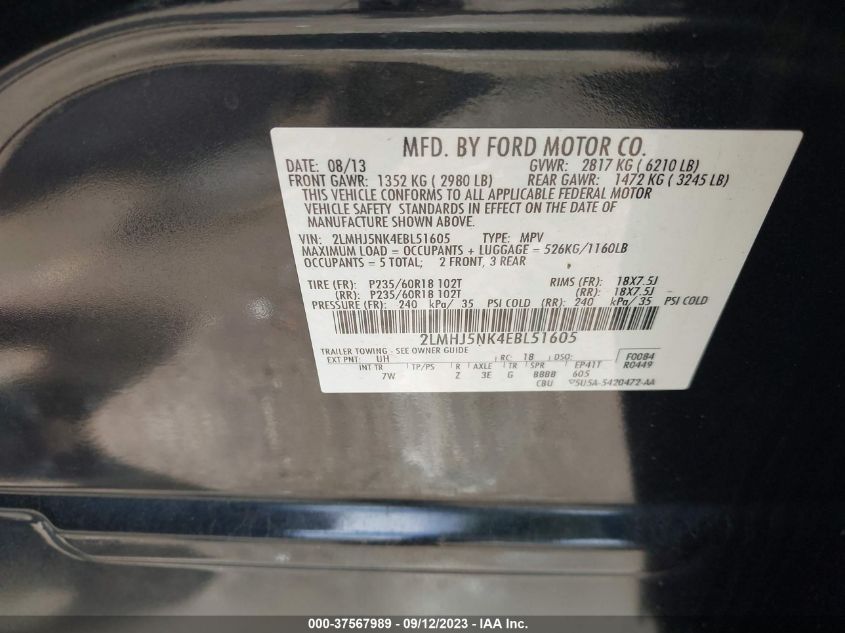 MFD. BY FORD MOTOR CO.
DATE: 08/13 GVWR: 2817 KG ( 6210 LB)
FRONT GAWR: 1352 KG ( 2980 LB) REAR GAWR: 1472 KG ( 3245 LB)
THIS VEHICLE CONFORMS TO ALL APPLICABLE FEDERAL MOTOR
VEHICLE SAFETY STANDARDS IN EFFECT ON THE DATE OF
MANUFACTURE SHOWN ABOVE.
VIN: 2LMHJ5NK4EBL51605 TYPE: MPV
MAXIMUM LOAD = OCCUPANTS + LUGGAGE = 526KG/1160LB
OCCUPANTS = 5 TOTAL; 2 FRONT, 3 REAR
TIRE (FR): P235/60R18 102T RIMS (FR): 18X7.5J
(RR): P235/60R18 102T (RR): 18X7.5J
PRESSURE (FR): 240 kPa/ 35 PSI COLD (RR): 240 kPa/ 35 PSI COLD
2LMHJ5NK4EBL51605
TRAILER TOWING - SEE OWNER GUIDE
EXT PNT: UH RC: 18 DSO: F0084
R0449
INT TR TP/PS R AXLE TR SPR EP41T
7W Z 3E G BBBB 605
CBU 5U5A-5420472-AA
000-37567989 - 09/12/2023 - IAA Inc.